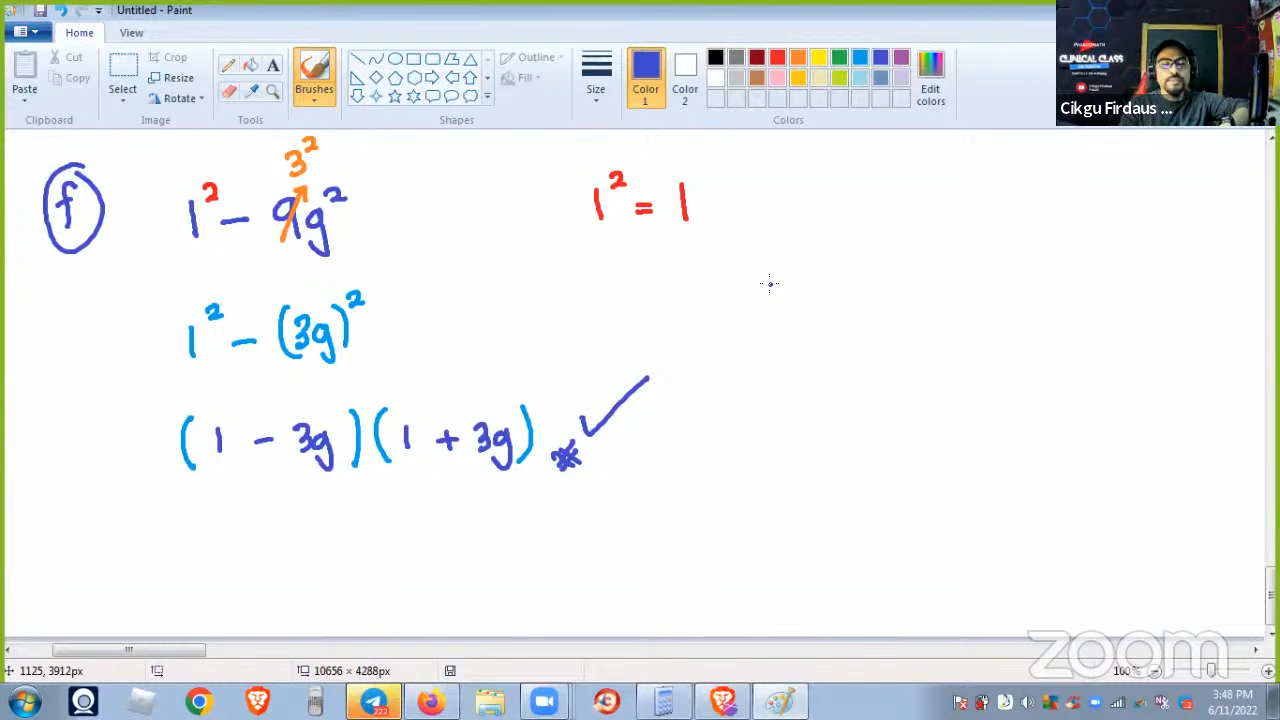 Untitled - Paint
Home View
Paste Cut Copy Clipboard
Select Crop Resize Rotate Image
Tools
Brushes
Outline Fill Shapes
Size
Color 1 Color 2 Edit colors Colors
CLINICAL CLASS
Cikgu Firdaus ...
f 1² - 9g² 3² 1² = 1
1² - (3g)²
(1 - 3g)(1 + 3g)
zoom
1125, 3912px 10656 × 4288px 100%
3:48 PM
6/11/2022